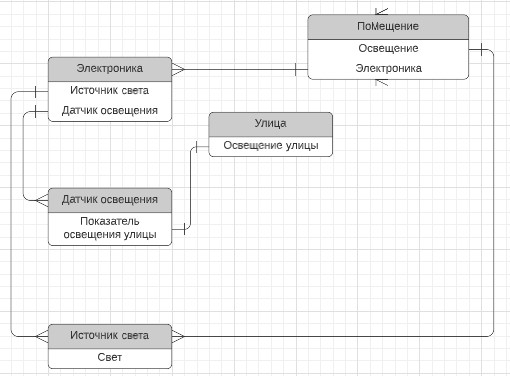 Помещение
Освещение
Электроника
Электроника
Источник света
Датчик освещения
Улица
Освещение улицы
Датчик освещения
Показатель
освещения улицы
Источник света
Свет